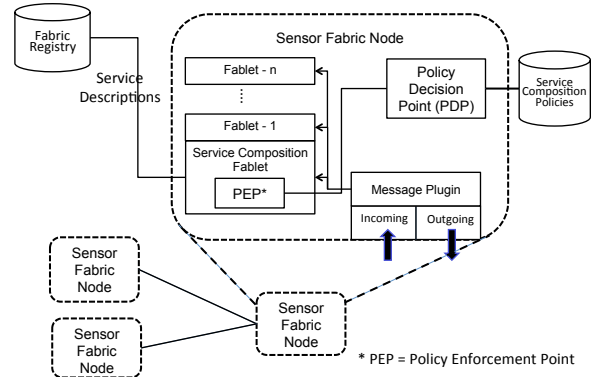 Fabric
Registry
Service
Descriptions
Sensor Fabric Node
Fablet - n
Fablet - 1
Service Composition
Fablet
PEP*
Policy
Decision
Point (PDP)
Service
Composition
Policies
Message Plugin
Incoming
Outgoing
Sensor
Fabric
Node
Sensor
Fabric
Node
Sensor
Fabric
Node
* PEP = Policy Enforcement Point